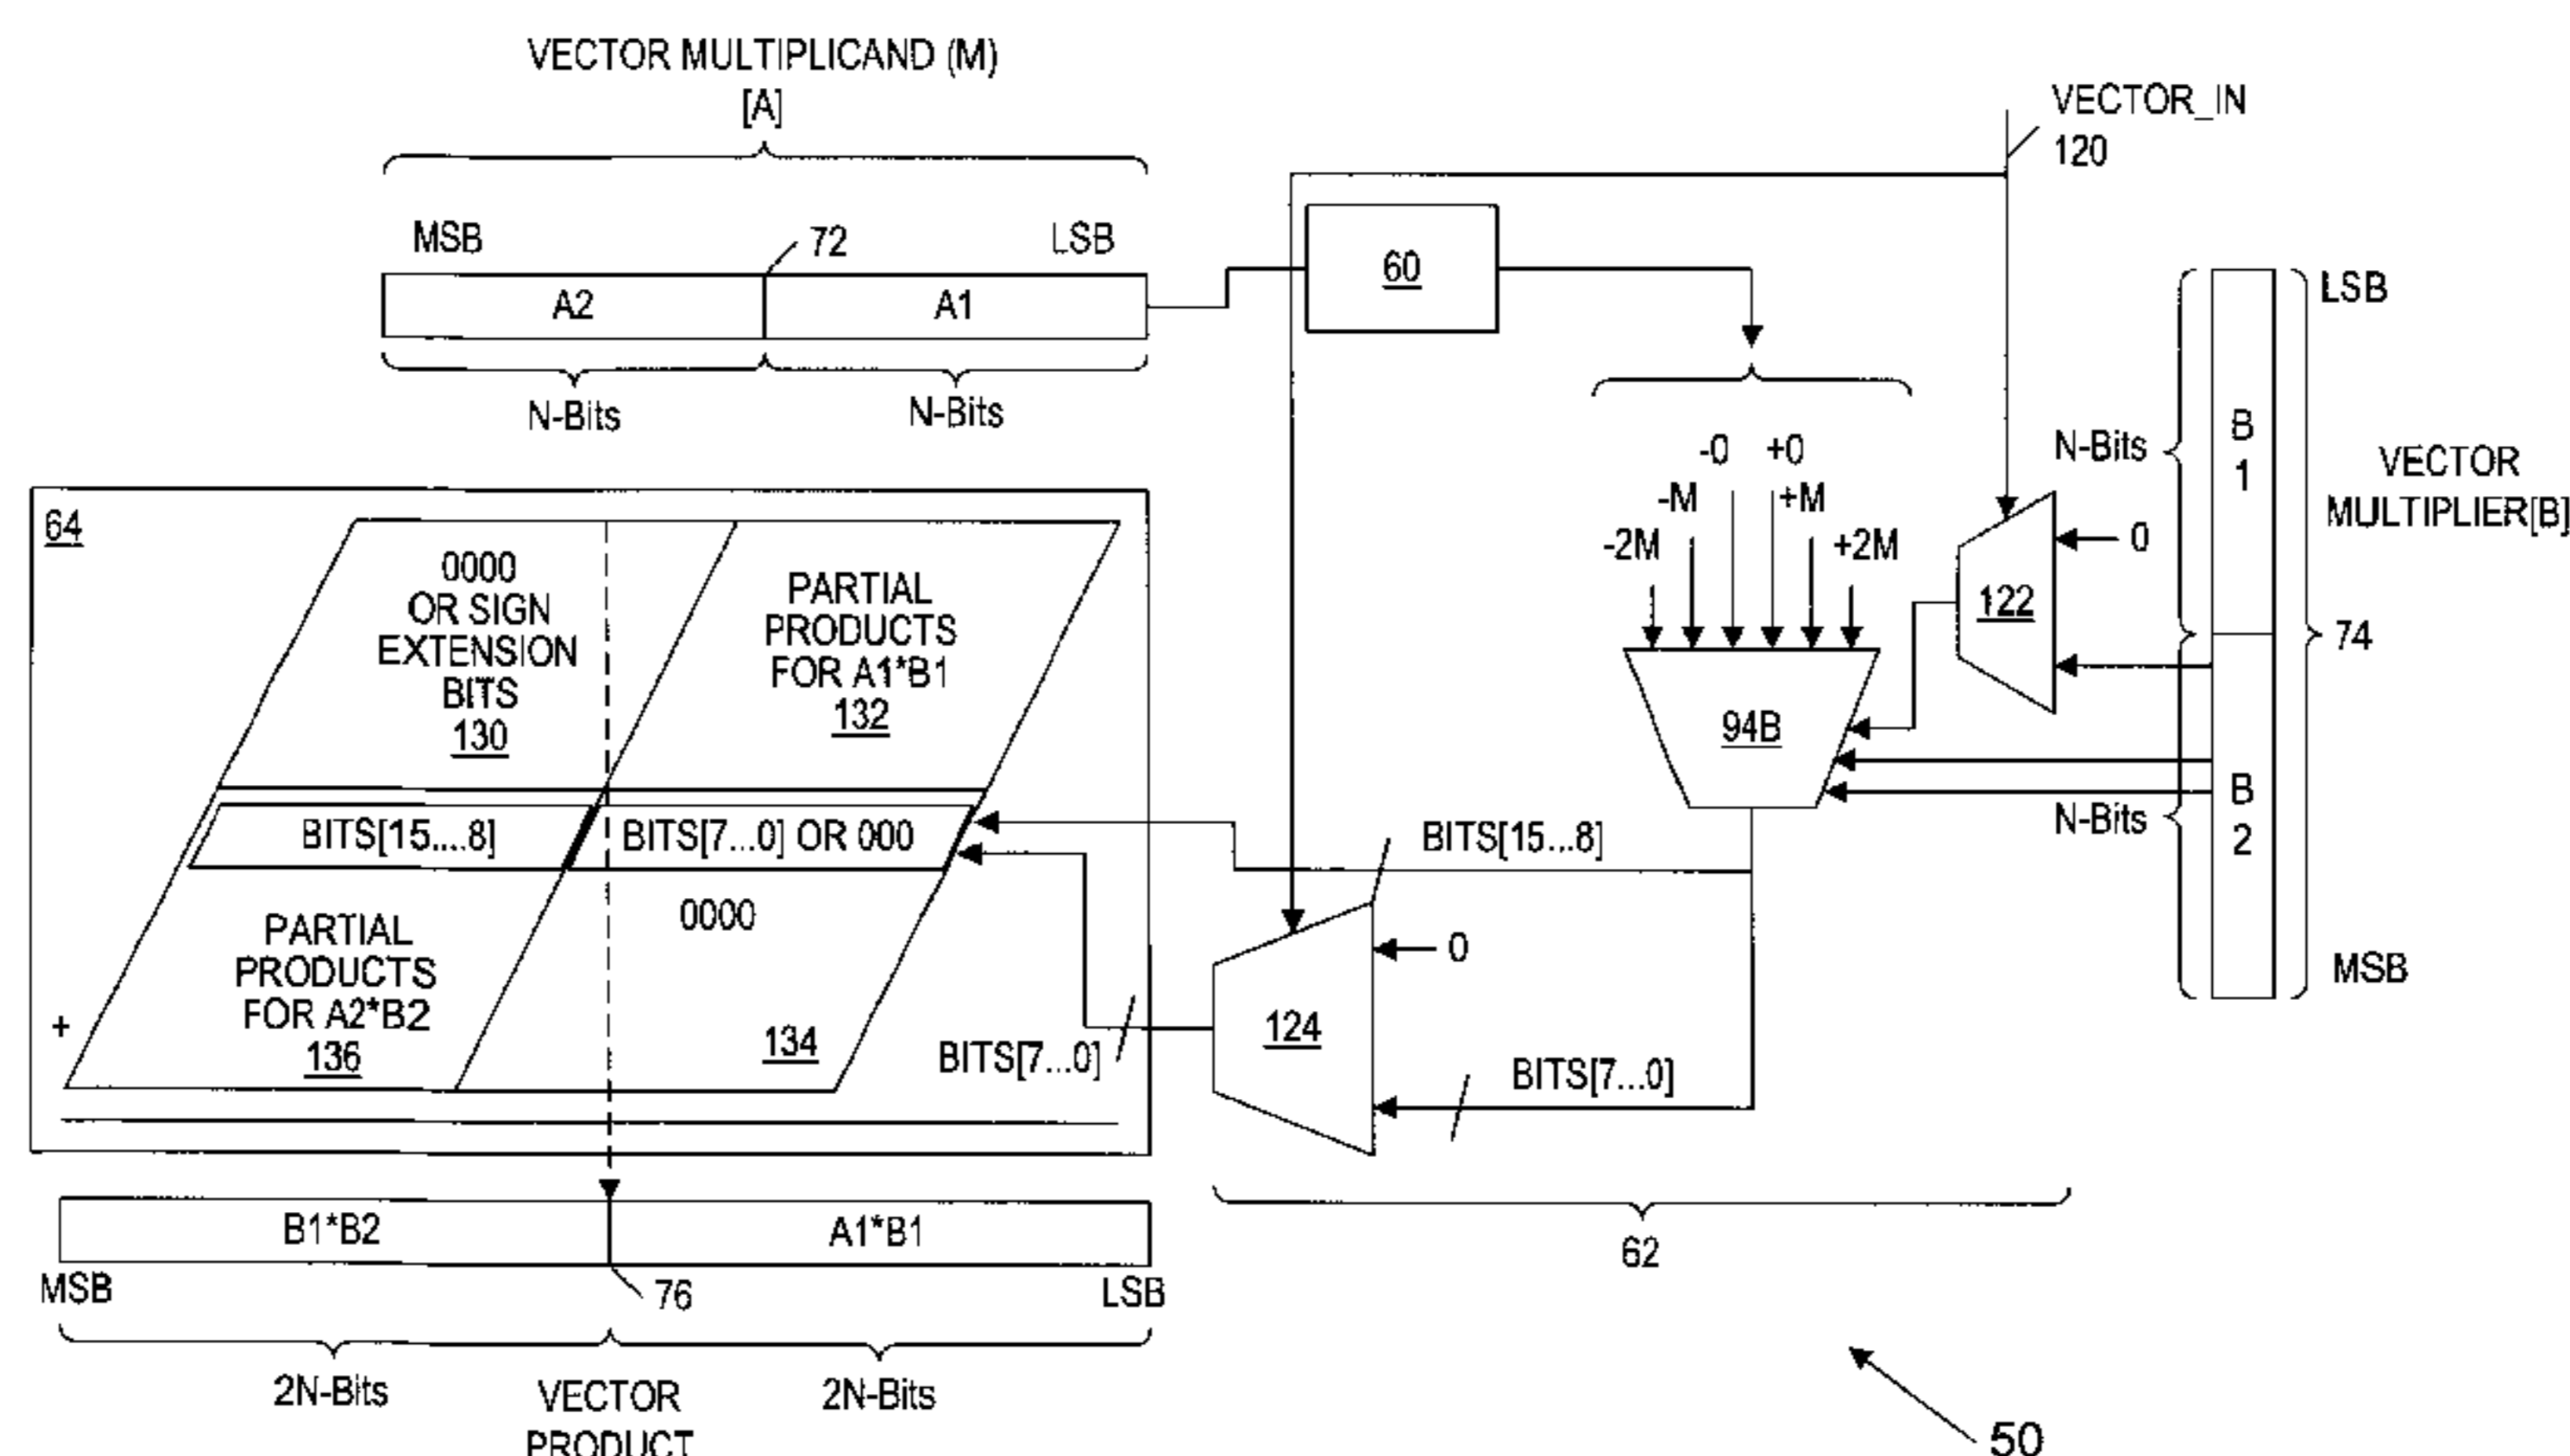 VECTOR MULTIPLICAND (M)
[A]
VECTOR_IN
120
MSB
72
LSB
A2
A1
60
N-Bits
N-Bits
LSB
B
1
N-Bits
VECTOR
MULTIPLIER[B]
-0
+0
-M
+M
-2M
+2M
0
122
74
94B
B
2
N-Bits
MSB
64
0000
OR SIGN
EXTENSION
BITS
130
PARTIAL
PRODUCTS
FOR A1*B1
132
BITS[15....8]
BITS[7...0] OR 000
BITS[15...8]
0000
PARTIAL
PRODUCTS
FOR A2*B2
136
+
134
BITS[7...0]
0
124
BITS[7...0]
B1*B2
A1*B1
62
MSB
76
LSB
2N-Bits
VECTOR
PRODUCT
2N-Bits
50